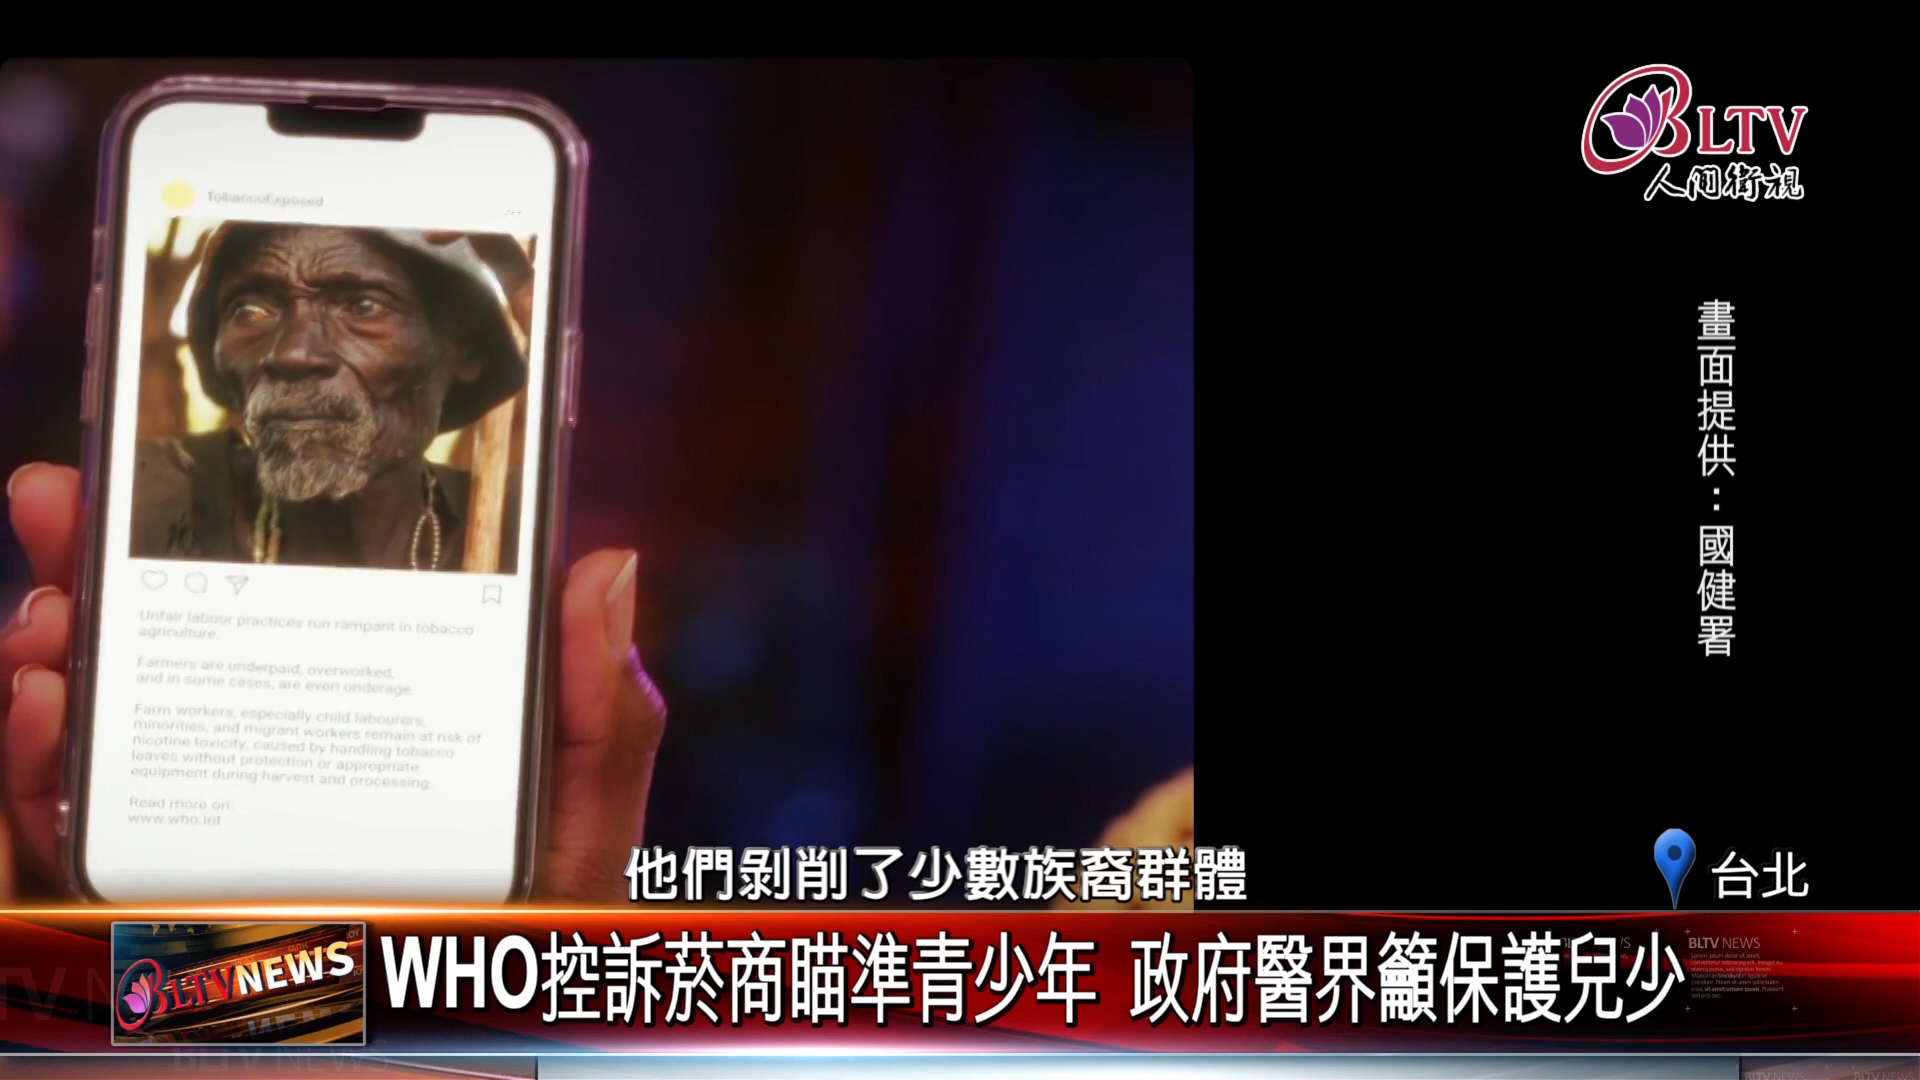 BLTV
人間衛視
TobaccoExposed
畫面提供：國健署
Unfair labour practices run rampant in tobacco
agriculture.
Farmers are underpaid, overworked,
and in some cases, are even underage.
Farm workers, especially child labourers,
minorities, and migrant workers remain at risk of
nicotine toxicity, caused by handling tobacco
leaves without protection or appropriate
equipment during harvest and processing.
Read more on:
www.who.int
他們剝削了少數族裔群體
台北
BLTVNEWS
WHO控訴菸商瞄準青少年 政府醫界籲保護兒少
BLTV NEWS